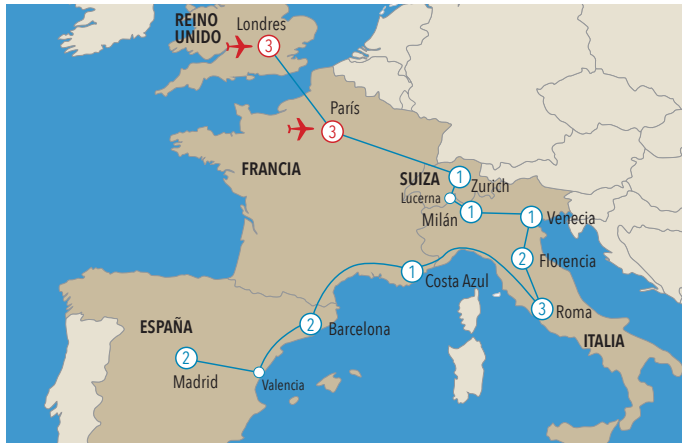 REINO
UNIDO
Londres
3
París
3
FRANCIA
SUIZA
1
Zurich
Lucerna
Milán
1
1
Venecia
2
Florencia
1
Costa Azul
3
Roma
2
Barcelona
ITALIA
ESPAÑA
2
Madrid
Valencia